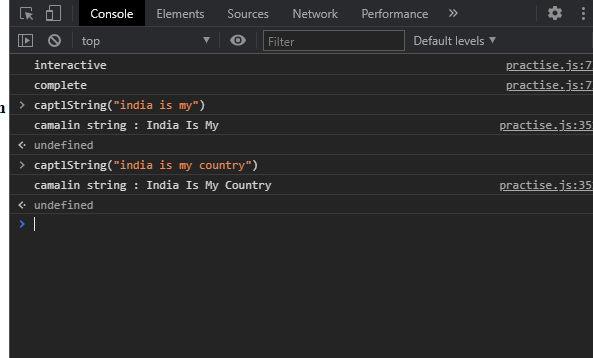 Console Elements Sources Network Performance »
top Filter Default levels
interactive practise.js:7
complete practise.js:7
n
> capt1String("india is my")
camalin string : India Is My practise.js:35
undefined
> capt1String("india is my country")
camalin string : India Is My Country practise.js:35
undefined
>